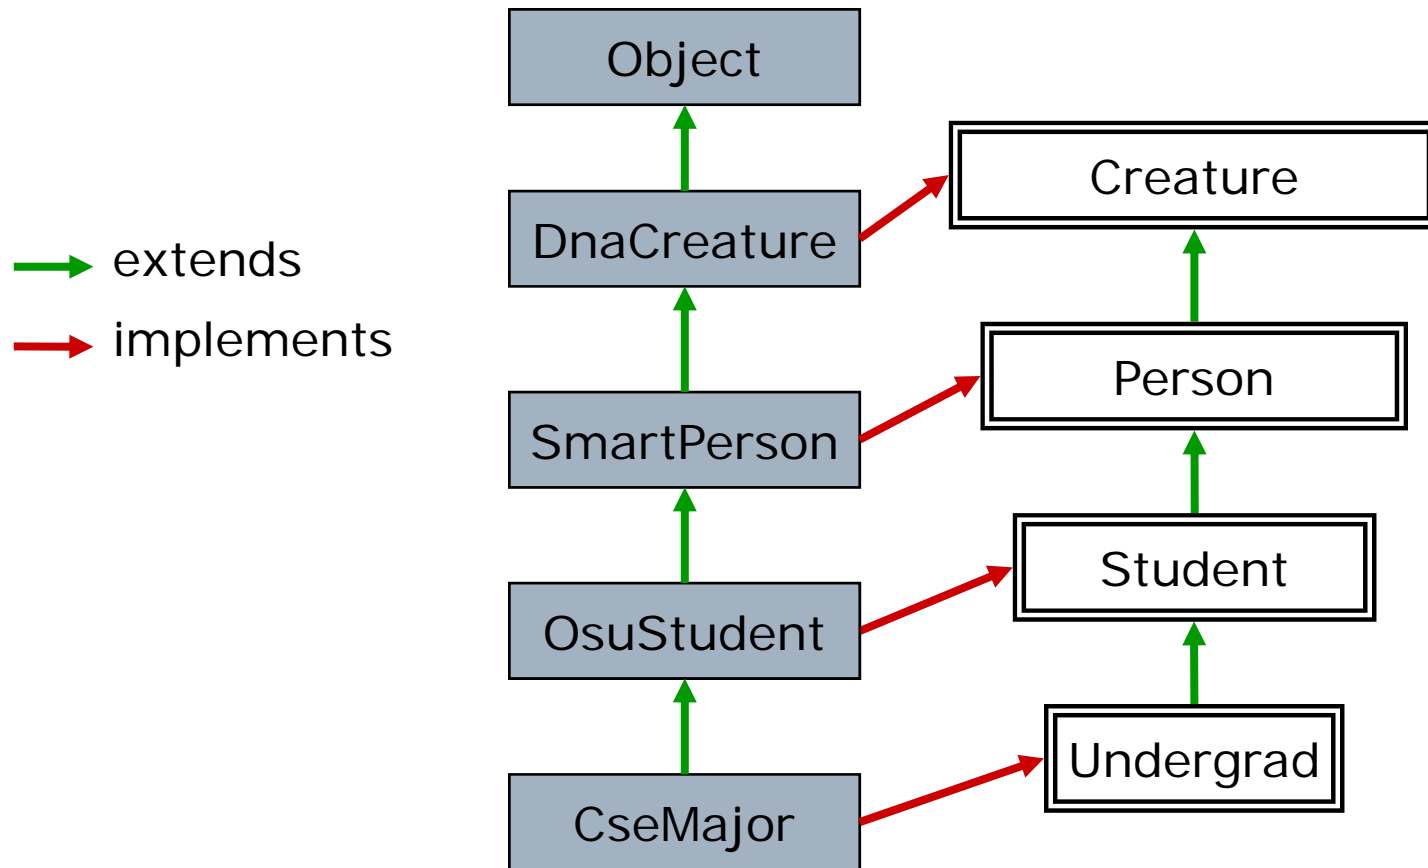 Object
Creature
DnaCreature
extends
implements
Person
SmartPerson
Student
OsuStudent
Undergrad
CseMajor